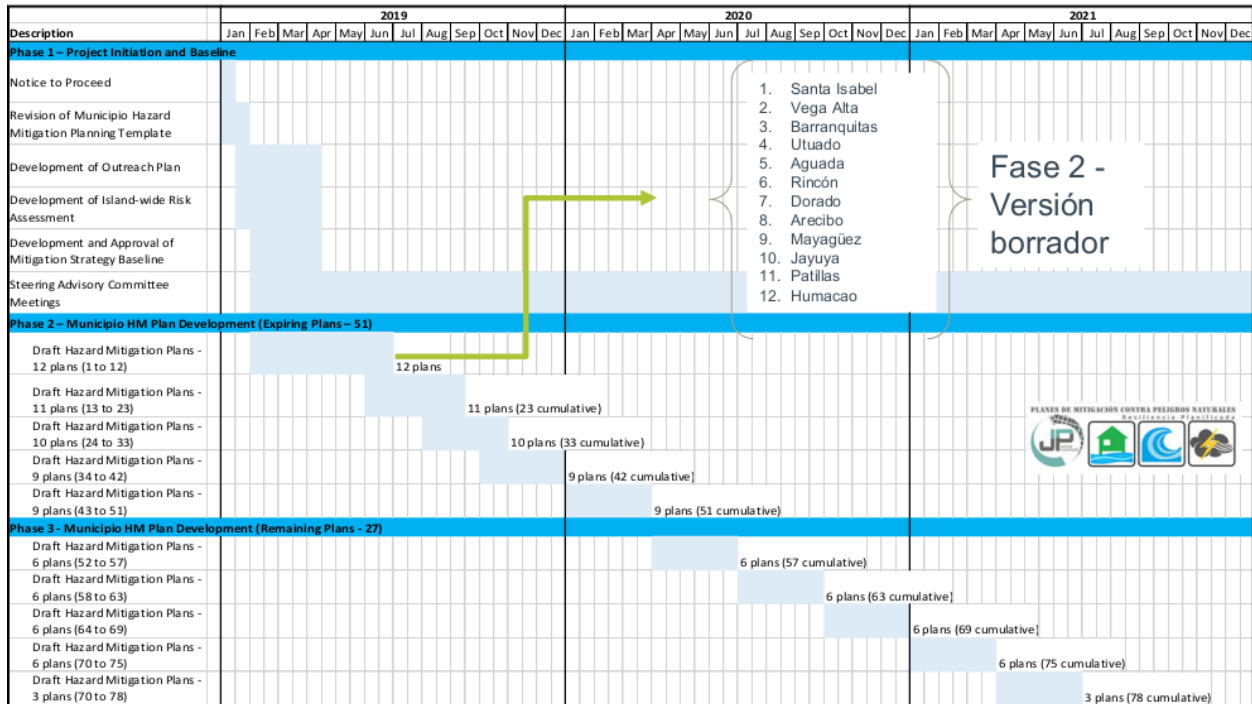 2019 2020 2021
Description Jan Feb Mar Apr May Jun Jul Aug Sep Oct Nov Dec Jan Feb Mar Apr May Jun Jul Aug Sep Oct Nov Dec Jan Feb Mar Apr May Jun Jul Aug Sep Oct Nov Dec
Phase 1 – Project Initiation and Baseline
Notice to Proceed
Revision of Municipio Hazard
Mitigation Planning Template
Development of Outreach Plan
Development of Island-wide Risk
Assessment
Development and Approval of
Mitigation Strategy Baseline
Steering Advisory Committee
Meetings
1. Santa Isabel
2. Vega Alta
3. Barranquitas
4. Utuado
5. Aguada
6. Rincón
7. Dorado
8. Arecibo
9. Mayagüez
10. Jayuya
11. Patillas
12. Humacao
Fase 2 -
Versión
borrador
Phase 2 – Municipio HM Plan Development (Expiring Plans – 51)
Draft Hazard Mitigation Plans -
12 plans (1 to 12)
12 plans
Draft Hazard Mitigation Plans -
11 plans (13 to 23)
11 plans (23 cumulative)
Draft Hazard Mitigation Plans -
10 plans (24 to 33)
10 plans (33 cumulative)
Draft Hazard Mitigation Plans -
9 plans (34 to 42)
9 plans (42 cumulative)
Draft Hazard Mitigation Plans -
9 plans (43 to 51)
9 plans (51 cumulative)
PLANES DE MITIGACIÓN CONTRA PELIGROS NATURALES
Resiliencia Planificada
JP
Phase 3 - Municipio HM Plan Development (Remaining Plans - 27)
Draft Hazard Mitigation Plans -
6 plans (52 to 57)
6 plans (57 cumulative)
Draft Hazard Mitigation Plans -
6 plans (58 to 63)
6 plans (63 cumulative)
Draft Hazard Mitigation Plans -
6 plans (64 to 69)
6 plans (69 cumulative)
Draft Hazard Mitigation Plans -
6 plans (70 to 75)
6 plans (75 cumulative)
Draft Hazard Mitigation Plans -
3 plans (70 to 78)
3 plans (78 cumulative)